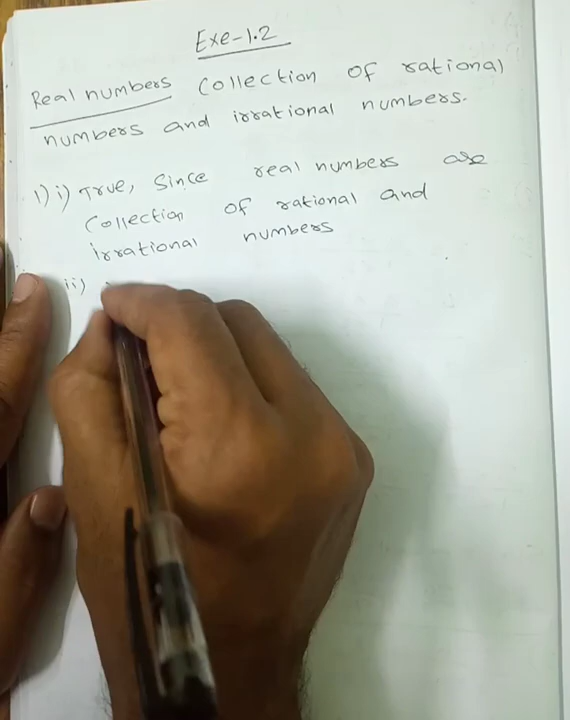 Exe-1.2
Real numbers Collection of rational
numbers and irrational numbers.
1) i) True, Since real numbers are
Collection of rational and
irrational numbers
ii)